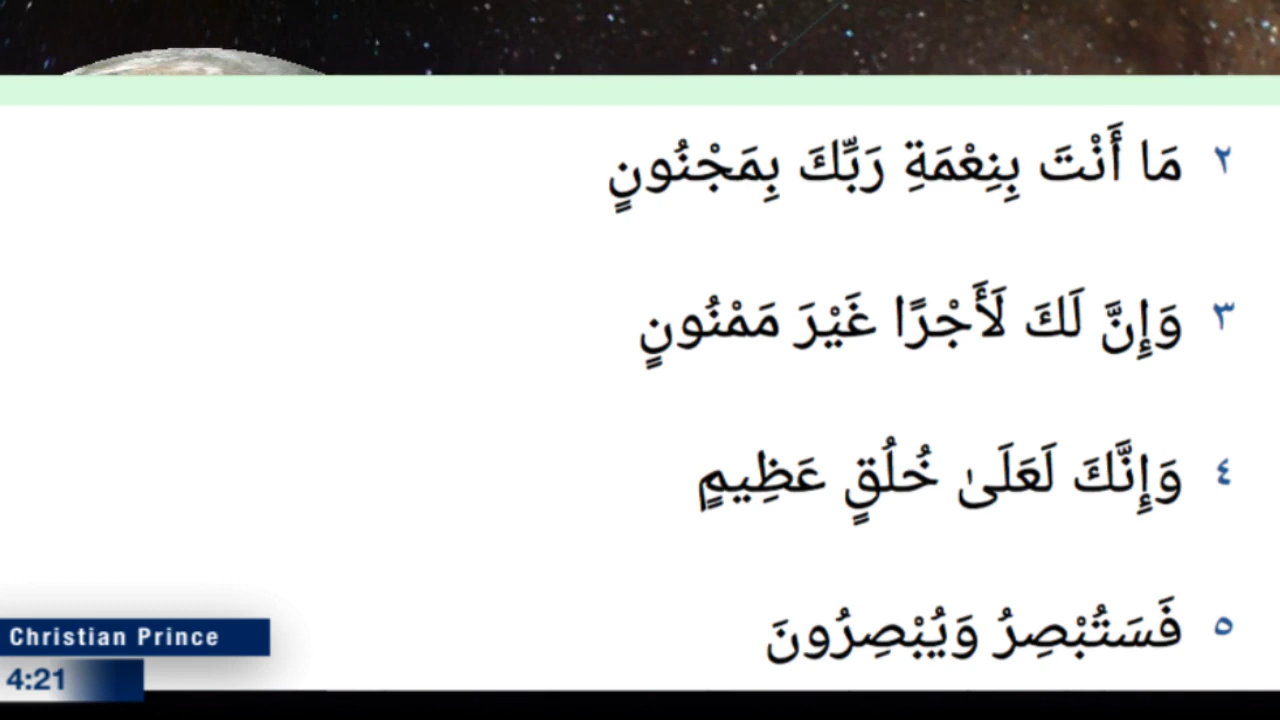 ٢ مَا أَنْتَ بِنِعْمَةِ رَبِّكَ بِمَجْنُونٍ
٣ وَإِنَّ لَكَ لَأَجْرًا غَيْرَ مَمْنُونٍ
٤ وَإِنَّكَ لَعَلَىٰ خُلُقٍ عَظِيمٍ
٥ فَسَتُبْصِرُ وَيُبْصِرُونَ
Christian Prince
4:21